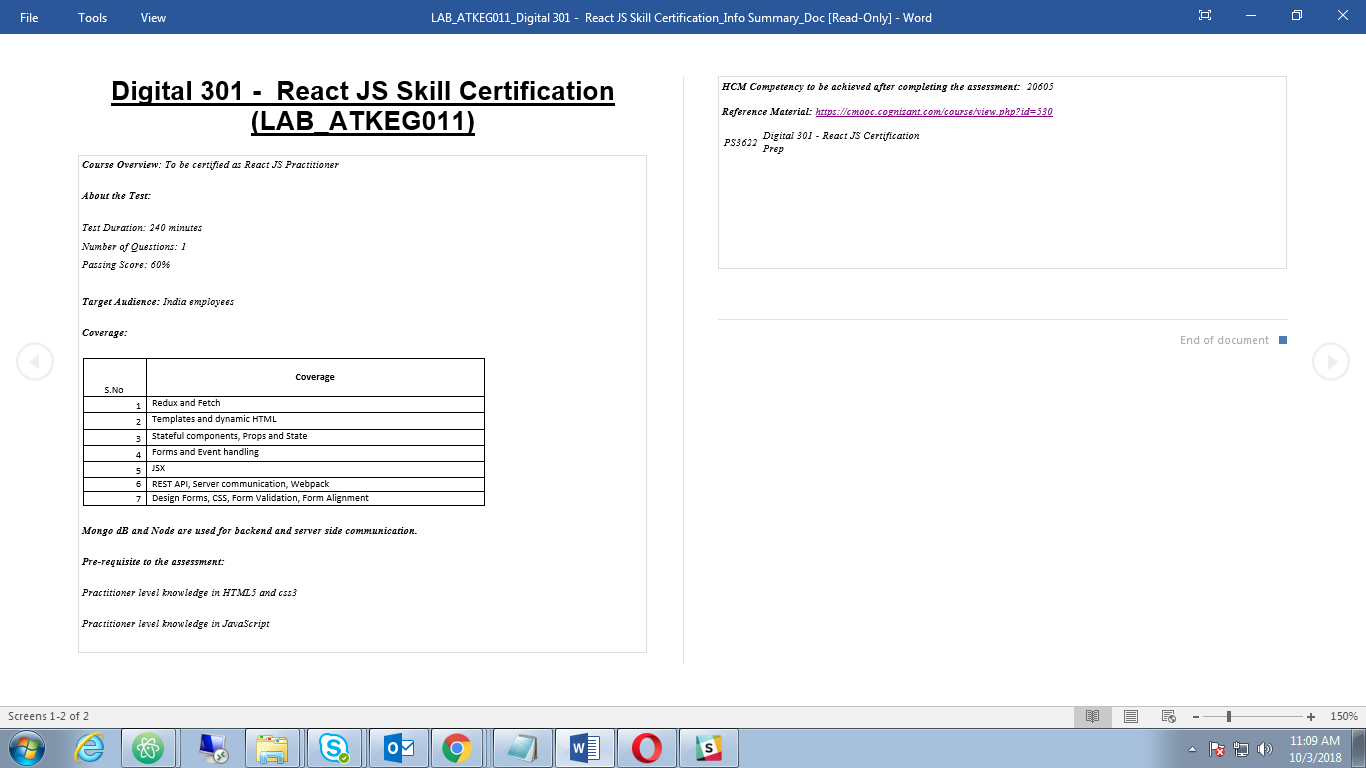 File Tools View LAB_ATKEG011_Digital 301 - React JS Skill Certification_Info Summary_Doc [Read-Only] - Word
Digital 301 - React JS Skill Certification
(LAB_ATKEG011)
Course Overview: To be certified as React JS Practitioner
About the Test:
Test Duration: 240 minutes
Number of Questions: 1
Passing Score: 60%
Target Audience: India employees
Coverage:
S.No Coverage
1 Redux and Fetch
2 Templates and dynamic HTML
3 Stateful components, Props and State
4 Forms and Event handling
5 JSX
6 REST API, Server communication, Webpack
7 Design Forms, CSS, Form Validation, Form Alignment
Mongo dB and Node are used for backend and server side communication.
Pre-requisite to the assessment:
Practitioner level knowledge in HTML5 and css3
Practitioner level knowledge in JavaScript
HCM Competency to be achieved after completing the assessment: 20605
Reference Material: https://cmooc.cognizant.com/course/view.php?id=530
PS3622 Digital 301 - React JS Certification
Prep
End of document
Screens 1-2 of 2 150%
11:09 AM
10/3/2018